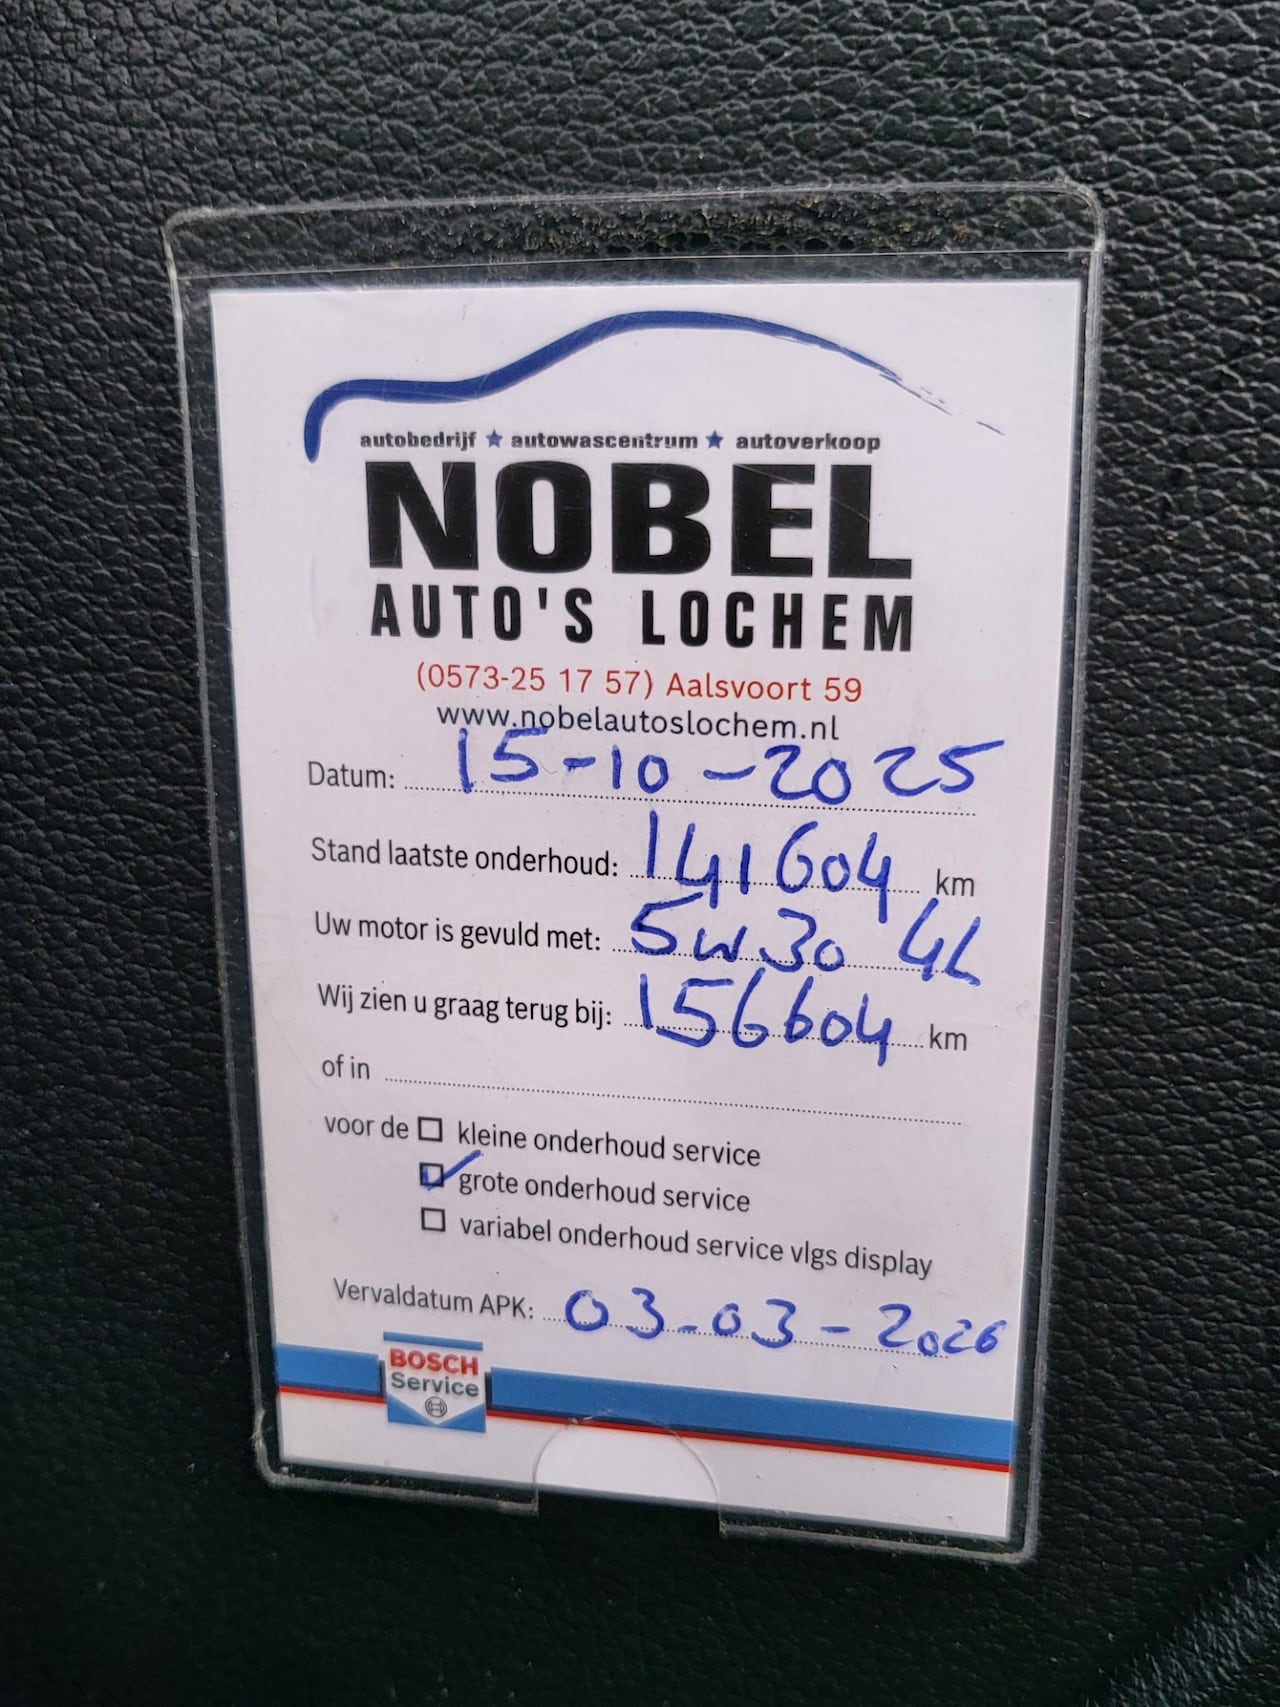 autobedrijf ★ autowascentrum ★ autoverkoop
NOBEL
AUTO'S LOCHEM
(0573-25 17 57) Aalsvoort 59
www.nobelautoslochem.nl
Datum: 15-10-2025
Stand laatste onderhoud: 141604 km
Uw motor is gevuld met: 5w30 4L
Wij zien u graag terug bij: 156604 km
of in
voor de ☐ kleine onderhoud service
☑ grote onderhoud service
☐ variabel onderhoud service vlgs display
Vervaldatum APK: 03-03-2026
BOSCH
Service